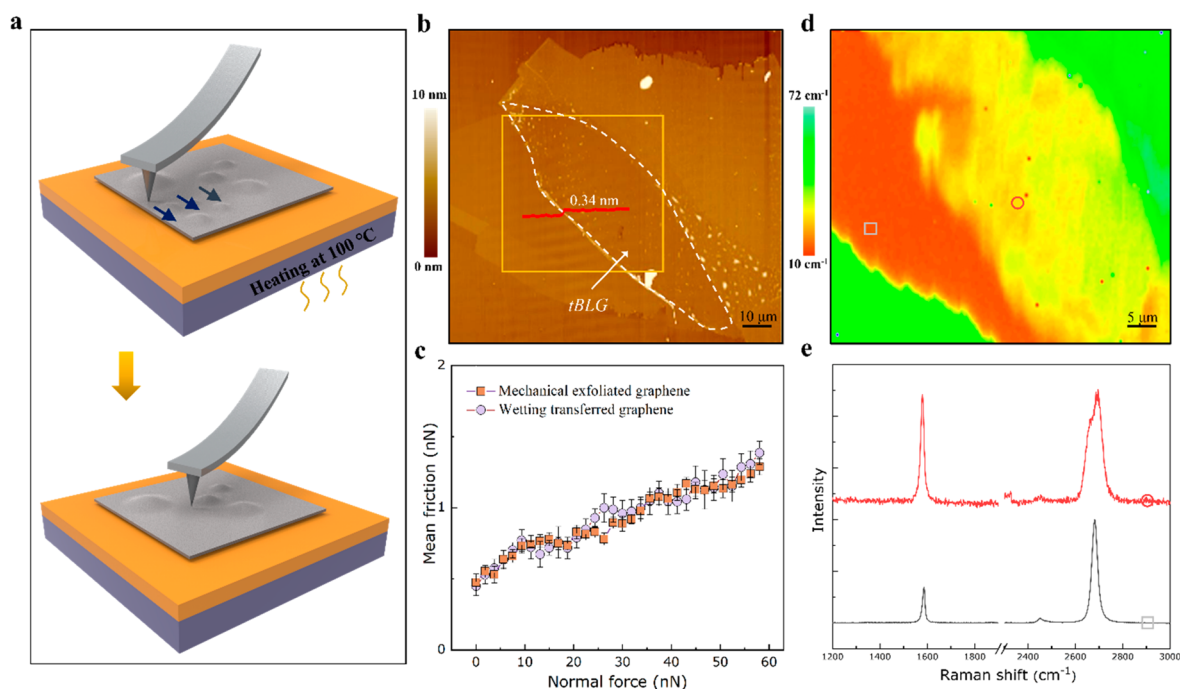 a
Heating at 100 ℃
b
10 nm
0 nm
0.34 nm
tBLG
10 μm
c
Mean friction (nN)
2
1
0
Mechanical exfoliated graphene
Wetting transferred graphene
0 10 20 30 40 50 60
Normal force (nN)
d
72 cm⁻¹
10 cm⁻¹
5 μm
e
Intensity
1200 1400 1600 1800 2400 2600 2800 3000
Raman shift (cm⁻¹)